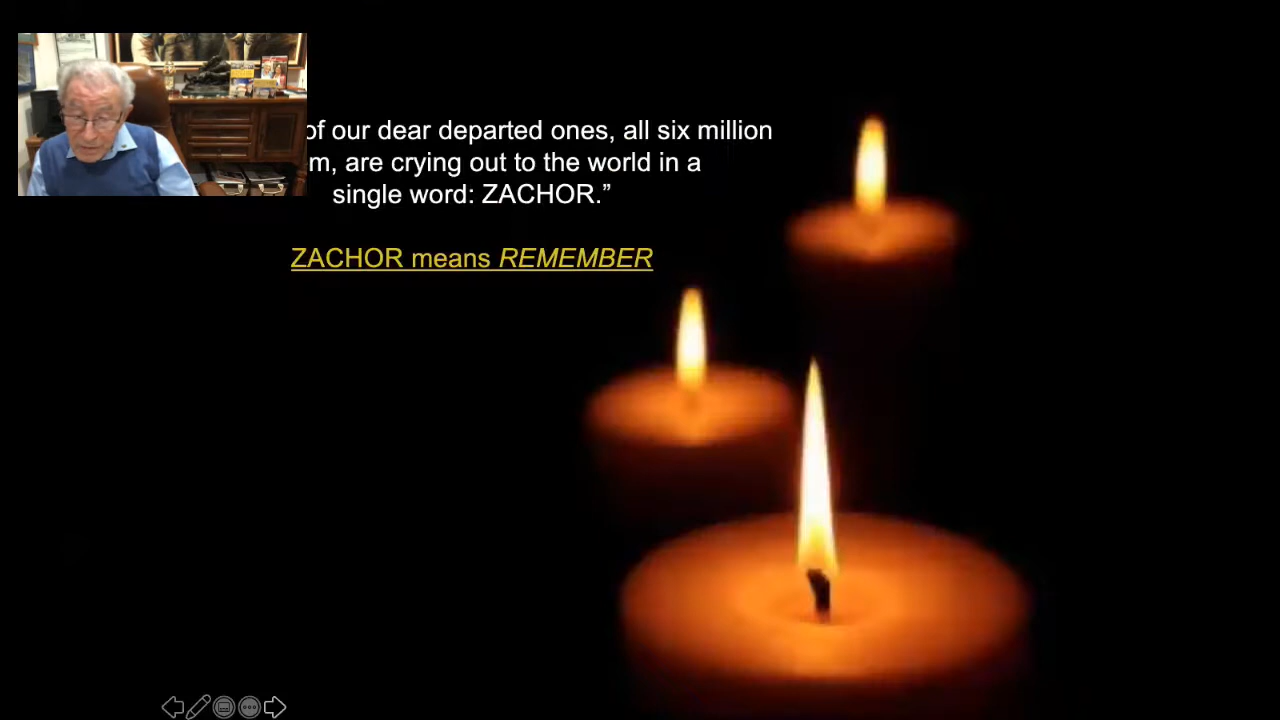 of our dear departed ones, all six million
m, are crying out to the world in a
single word: ZACHOR.”
ZACHOR means REMEMBER